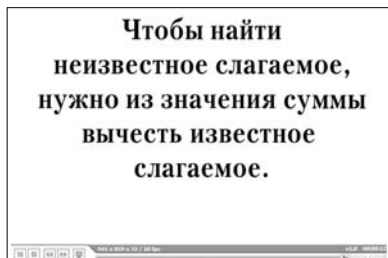 Чтобы найти
неизвестное слагаемое,
нужно из значения суммы
вычесть известное
слагаемое.